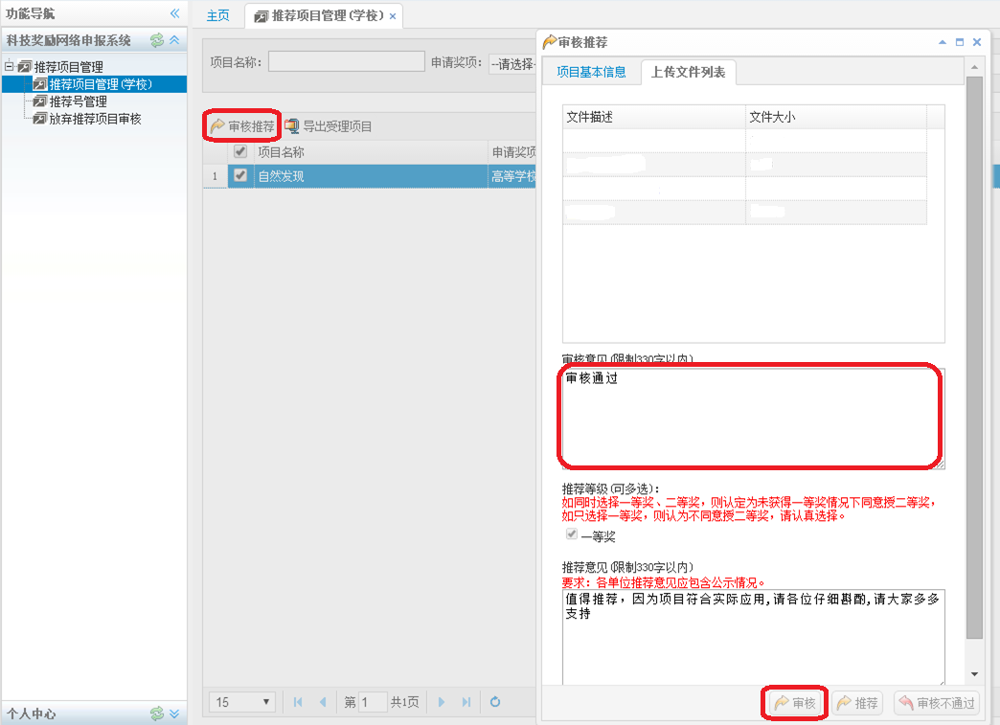 功能导航
科技奖励网络申报系统
推荐项目管理
推荐项目管理(学校)
推荐号管理
放弃推荐项目审核
个人中心
主页
推荐项目管理(学校)
项目名称：
申请奖项：
--请选择-
审核推荐
导出受理项目
项目名称
申请奖项
1
自然发现
高等学校
15
第 1 共1页
审核推荐
项目基本信息
上传文件列表
文件描述
文件大小
审核意见(限制330字以内)
审核通过
推荐等级(可多选)：
如同时选择一等奖、二等奖，则认定为未获得一等奖情况下同意授二等奖，
如只选择一等奖，则认为不同意授二等奖，请认真选择。
一等奖
推荐意见(限制330字以内)
要求：各单位推荐意见应包含公示情况。
值得推荐，因为项目符合实际应用,请各位仔细斟酌,请大家多多
支持
审核
推荐
审核不通过